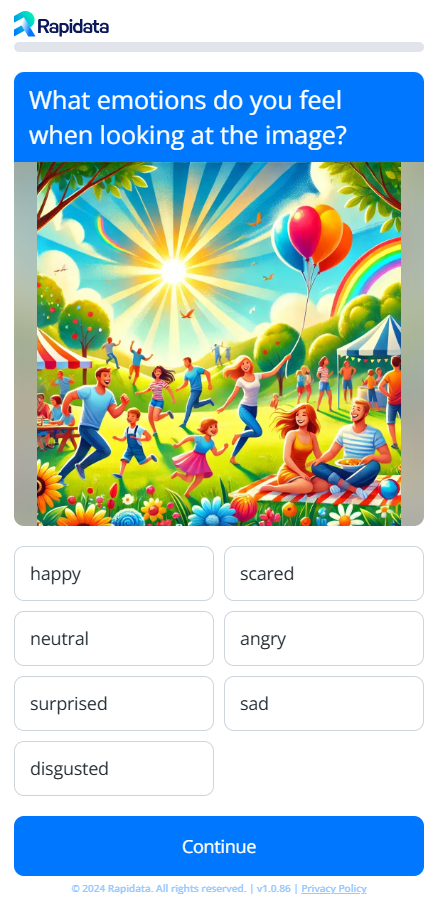 Rapidata
What emotions do you feel
when looking at the image?
happy
scared
neutral
angry
surprised
sad
disgusted
Continue
© 2024 Rapidata. All rights reserved. | v1.0.86 | Privacy Policy